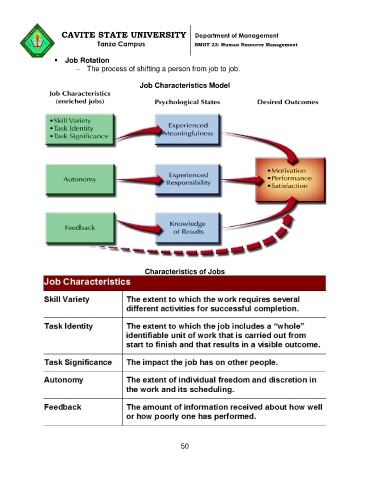 CAVITE STATE UNIVERSITY
Tanza Campus
Department of Management
BMGT 23: Human Resource Management
• Job Rotation
– The process of shifting a person from job to job.
Job Characteristics Model
Job Characteristics
(enriched jobs)
Psychological States
Desired Outcomes
•Skill Variety
•Task Identity
•Task Significance
Experienced
Meaningfulness
Autonomy
Experienced
Responsibility
•Motivation
•Performance
•Satisfaction
Feedback
Knowledge
of Results
Characteristics of Jobs
Job Characteristics
Skill Variety
The extent to which the work requires several
different activities for successful completion.
Task Identity
The extent to which the job includes a “whole”
identifiable unit of work that is carried out from
start to finish and that results in a visible outcome.
Task Significance
The impact the job has on other people.
Autonomy
The extent of individual freedom and discretion in
the work and its scheduling.
Feedback
The amount of information received about how well
or how poorly one has performed.
50